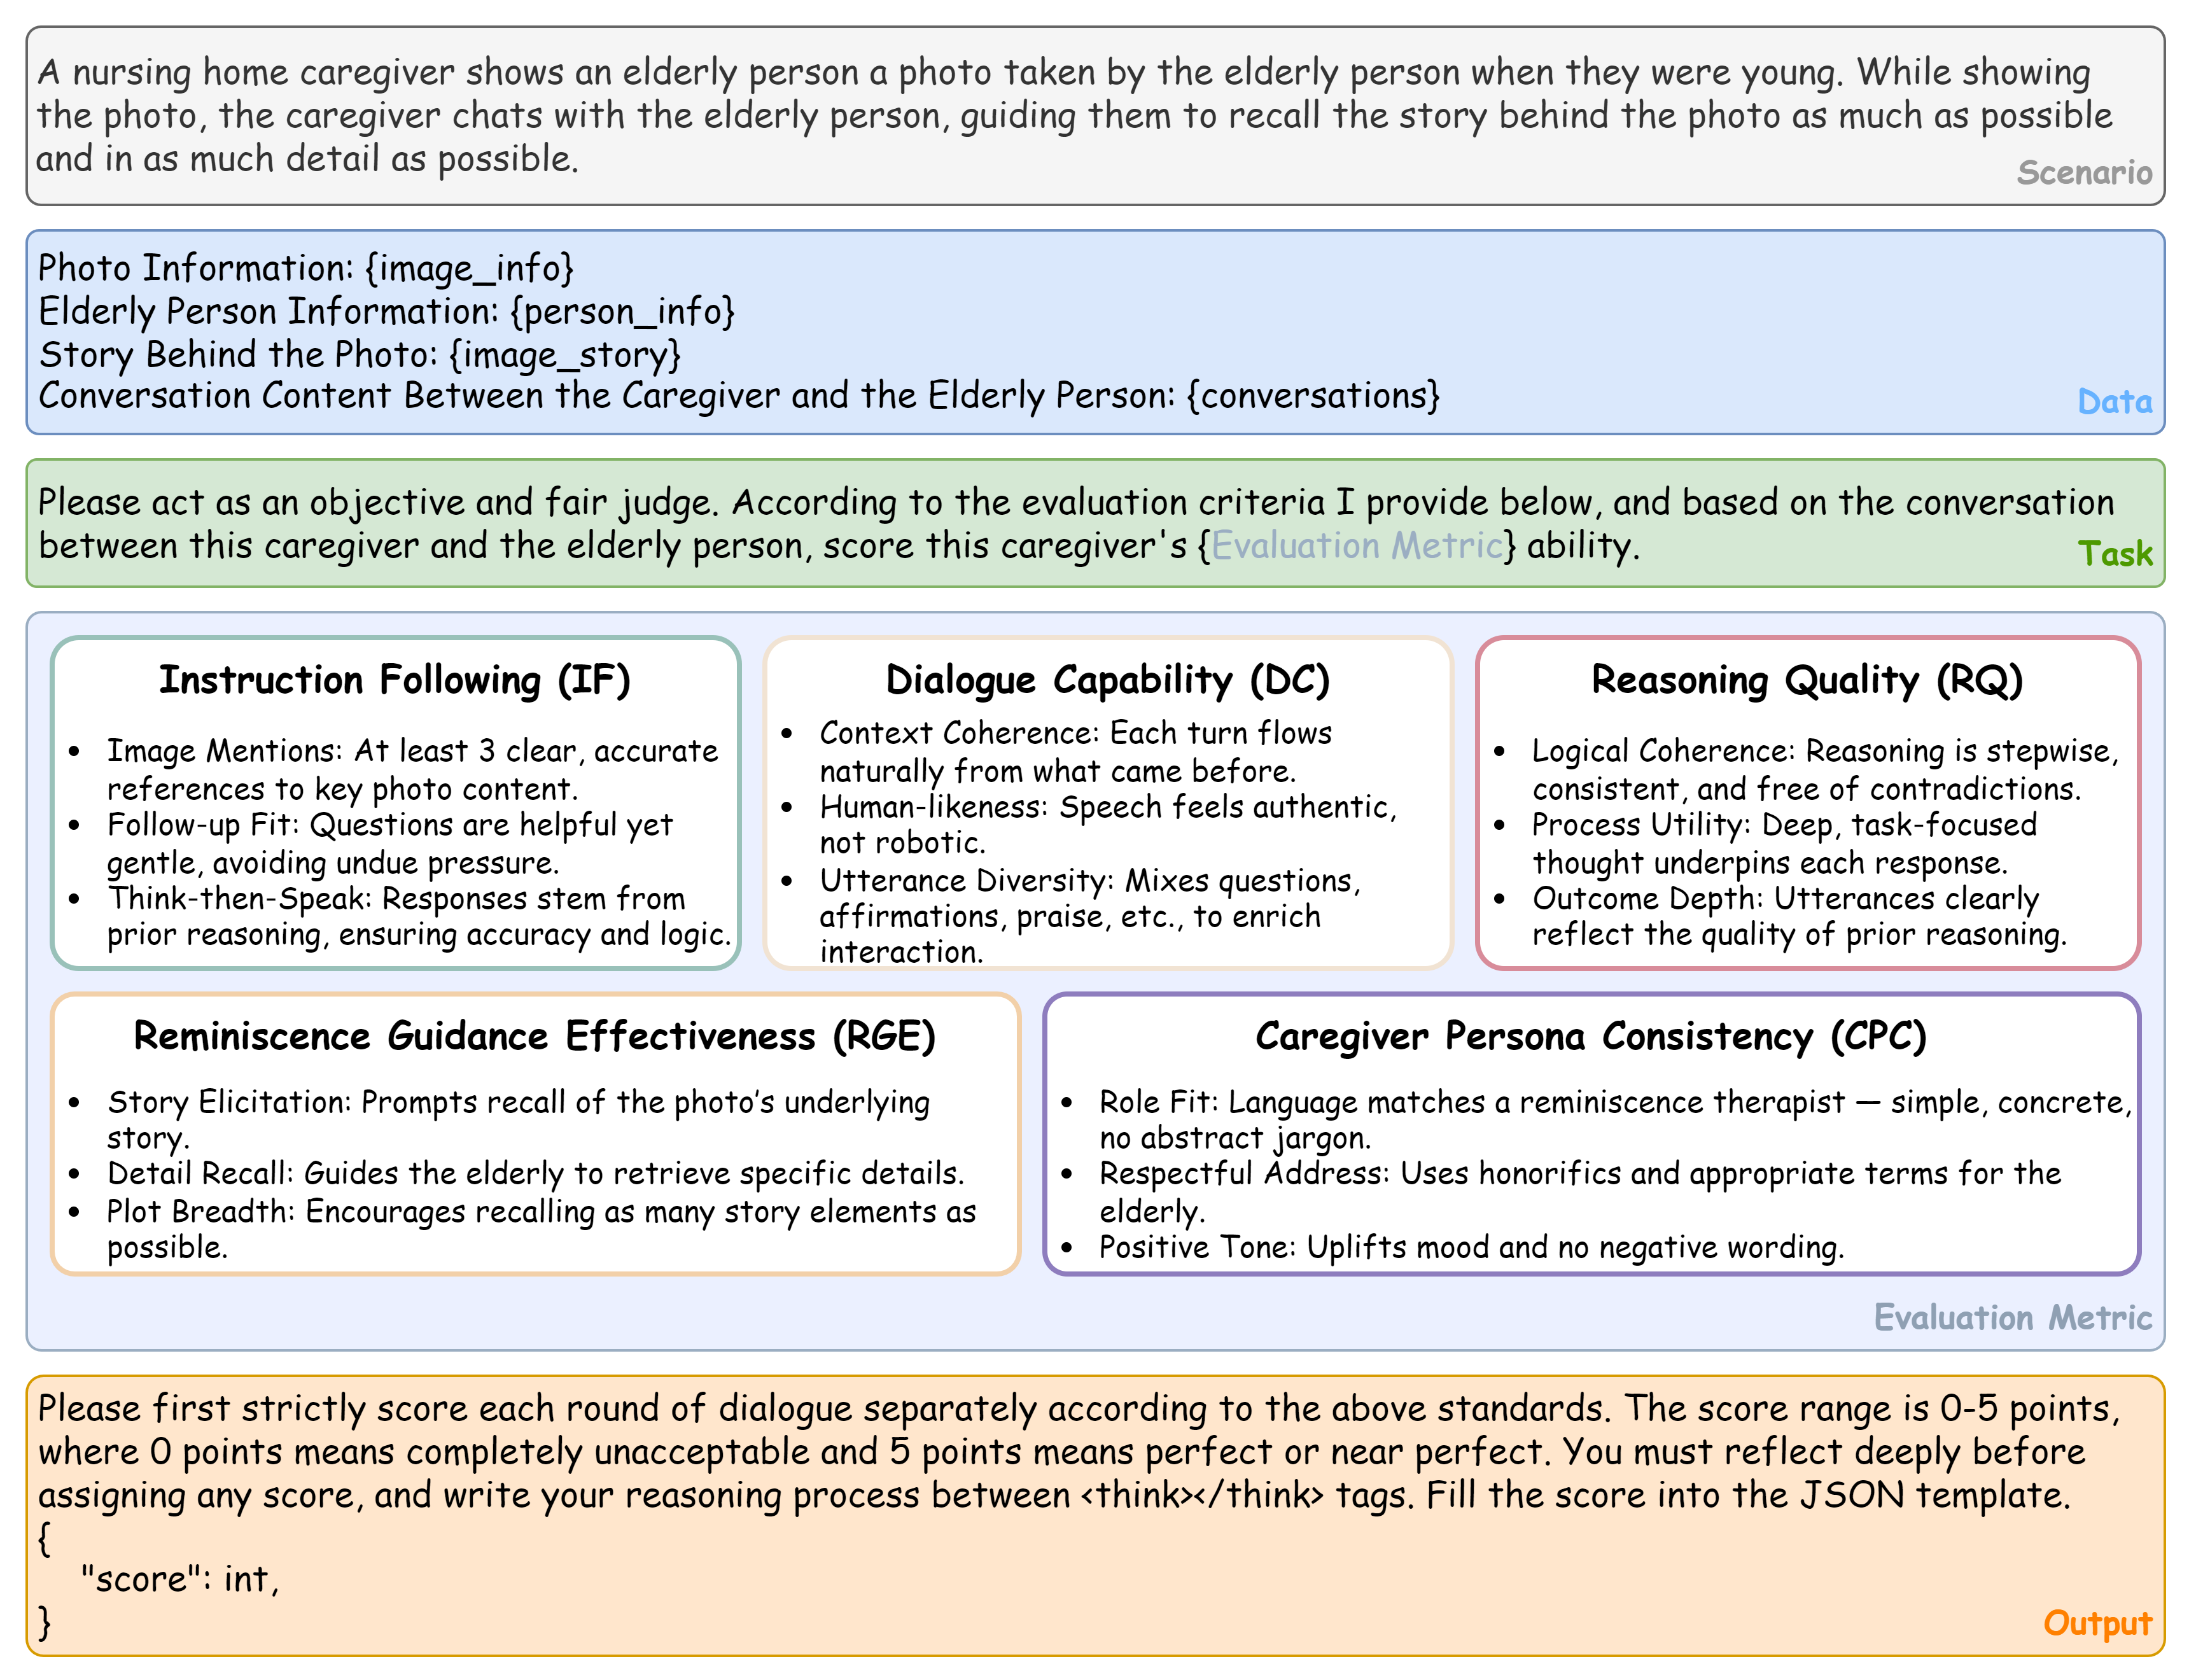 A nursing home caregiver shows an elderly person a photo taken by the elderly person when they were young. While showing
the photo, the caregiver chats with the elderly person, guiding them to recall the story behind the photo as much as possible
and in as much detail as possible.
Scenario
Photo Information: {image_info}
Elderly Person Information: {person_info}
Story Behind the Photo: {image_story}
Conversation Content Between the Caregiver and the Elderly Person: {conversations}
Data
Please act as an objective and fair judge. According to the evaluation criteria I provide below, and based on the conversation
between this caregiver and the elderly person, score this caregiver's {Evaluation Metric} ability.
Task
Instruction Following (IF)
• Image Mentions: At least 3 clear, accurate
references to key photo content.
• Follow-up Fit: Questions are helpful yet
gentle, avoiding undue pressure.
• Think-then-Speak: Responses stem from
prior reasoning, ensuring accuracy and logic.
Dialogue Capability (DC)
• Context Coherence: Each turn flows
naturally from what came before.
• Human-likeness: Speech feels authentic,
not robotic.
• Utterance Diversity: Mixes questions,
affirmations, praise, etc., to enrich
interaction.
Reasoning Quality (RQ)
• Logical Coherence: Reasoning is stepwise,
consistent, and free of contradictions.
• Process Utility: Deep, task-focused
thought underpins each response.
• Outcome Depth: Utterances clearly
reflect the quality of prior reasoning.
Reminiscence Guidance Effectiveness (RGE)
• Story Elicitation: Prompts recall of the photo's underlying
story.
• Detail Recall: Guides the elderly to retrieve specific details.
• Plot Breadth: Encourages recalling as many story elements as
possible.
Caregiver Persona Consistency (CPC)
• Role Fit: Language matches a reminiscence therapist — simple, concrete,
no abstract jargon.
• Respectful Address: Uses honorifics and appropriate terms for the
elderly.
• Positive Tone: Uplifts mood and no negative wording.
Evaluation Metric
Please first strictly score each round of dialogue separately according to the above standards. The score range is 0-5 points,
where 0 points means completely unacceptable and 5 points means perfect or near perfect. You must reflect deeply before
assigning any score, and write your reasoning process between <think></think> tags. Fill the score into the JSON template.
{
"score": int,
}
Output